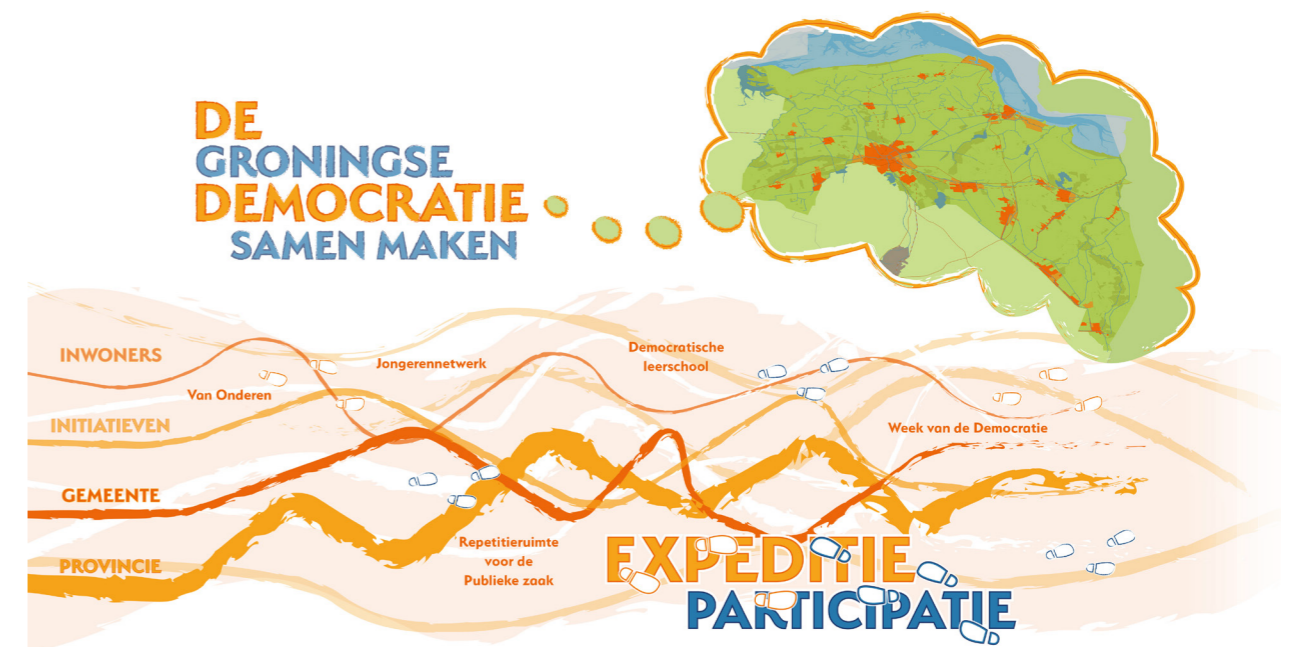 DE
GRONINGSE
DEMOCRATIE
SAMEN MAKEN
INWONERS
Jongerennetwerk
Democratische
leerschool
Van Onderen
INITIATIEVEN
Week van de Democratie
GEMEENTE
Repetitieruimte
voor de
Publieke zaak
PROVINCIE
EXPEDITIE
PARTICIPATIE